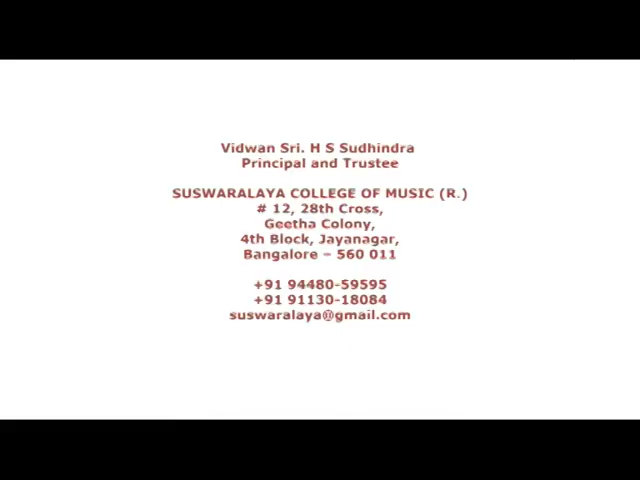 Vidwan Sri. H S Sudhindra
Principal and Trustee
SUSWARALAYA COLLEGE OF MUSIC (R.)
# 12, 28th Cross,
Geetha Colony,
4th Block, Jayanagar,
Bangalore – 560 011
+91 94480-59595
+91 91130-18084
suswaralaya@gmail.com